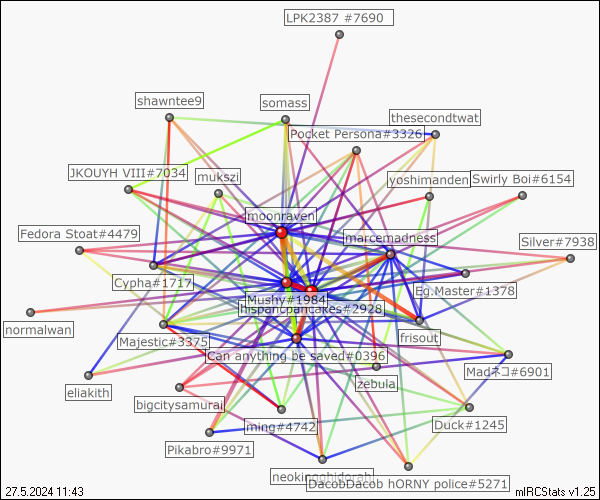 LPK2387 #7690
shawntee9
somass
thesecondtwat
Pocket Persona#3326
JKOUYH VIII#7034
mukszi
yoshimanden
Swirly Boi#6154
moonraven
Fedora Stoat#4479
marcemadness
Silver#7938
Cypha#1717
Eg.Master#1378
Mushy#1984
hispanicpancakes#2928
normalwan
Majestic#3375
frisout
Can anything be saved#0396
Madネコ#6901
zebula
eliakith
bigcitysamurai
ming#4742
Duck#1245
Pikabro#9971
neokingghidorah
DacobDacob hORNY police#5271
27.5.2024 11:43
mIRCStats v1.25